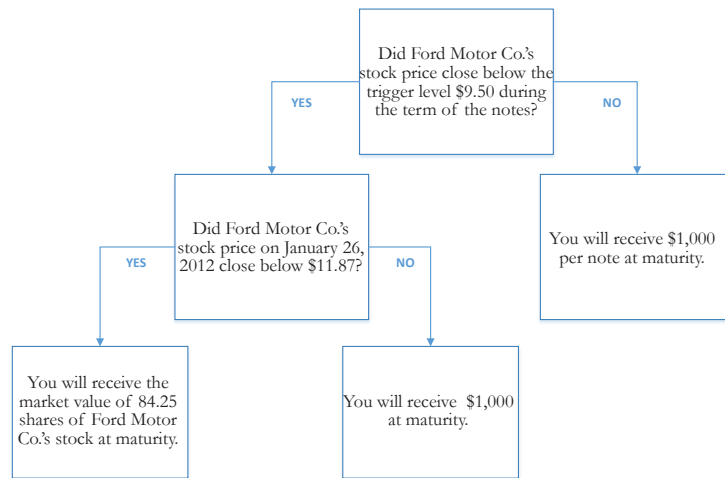 Did Ford Motor Co.'s
stock price close below the
trigger level $9.50 during
the term of the notes?
YES
NO
Did Ford Motor Co.'s
stock price on January 26,
2012 close below $11.87?
You will receive $1,000
per note at maturity.
YES
NO
You will receive the
market value of 84.25
shares of Ford Motor
Co.'s stock at maturity.
You will receive $1,000
at maturity.